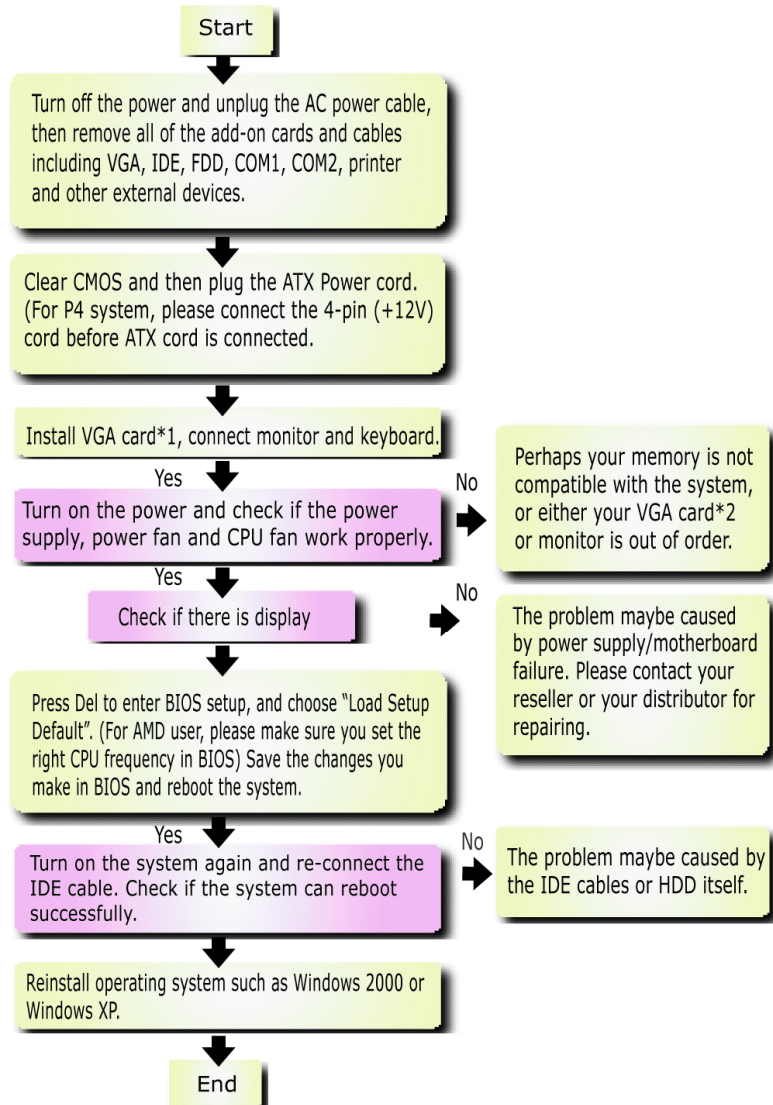 Start
Turn off the power and unplug the AC power cable,
then remove all of the add-on cards and cables
including VGA, IDE, FDD, COM1, COM2, printer
and other external devices.
Clear CMOS and then plug the ATX Power cord.
(For P4 system, please connect the 4-pin (+12V)
cord before ATX cord is connected.
Install VGA card*1, connect monitor and keyboard.
Yes
No
Turn on the power and check if the power
supply, power fan and CPU fan work properly.
Perhaps your memory is not
compatible with the system,
or either your VGA card*2
or monitor is out of order.
Yes
No
Check if there is display
The problem maybe caused
by power supply/motherboard
failure. Please contact your
reseller or your distributor for
repairing.
Press Del to enter BIOS setup, and choose “Load Setup
Default”. (For AMD user, please make sure you set the
right CPU frequency in BIOS) Save the changes you
make in BIOS and reboot the system.
Yes
No
Turn on the system again and re-connect the
IDE cable. Check if the system can reboot
successfully.
The problem maybe caused by
the IDE cables or HDD itself.
Reinstall operating system such as Windows 2000 or
Windows XP.
End